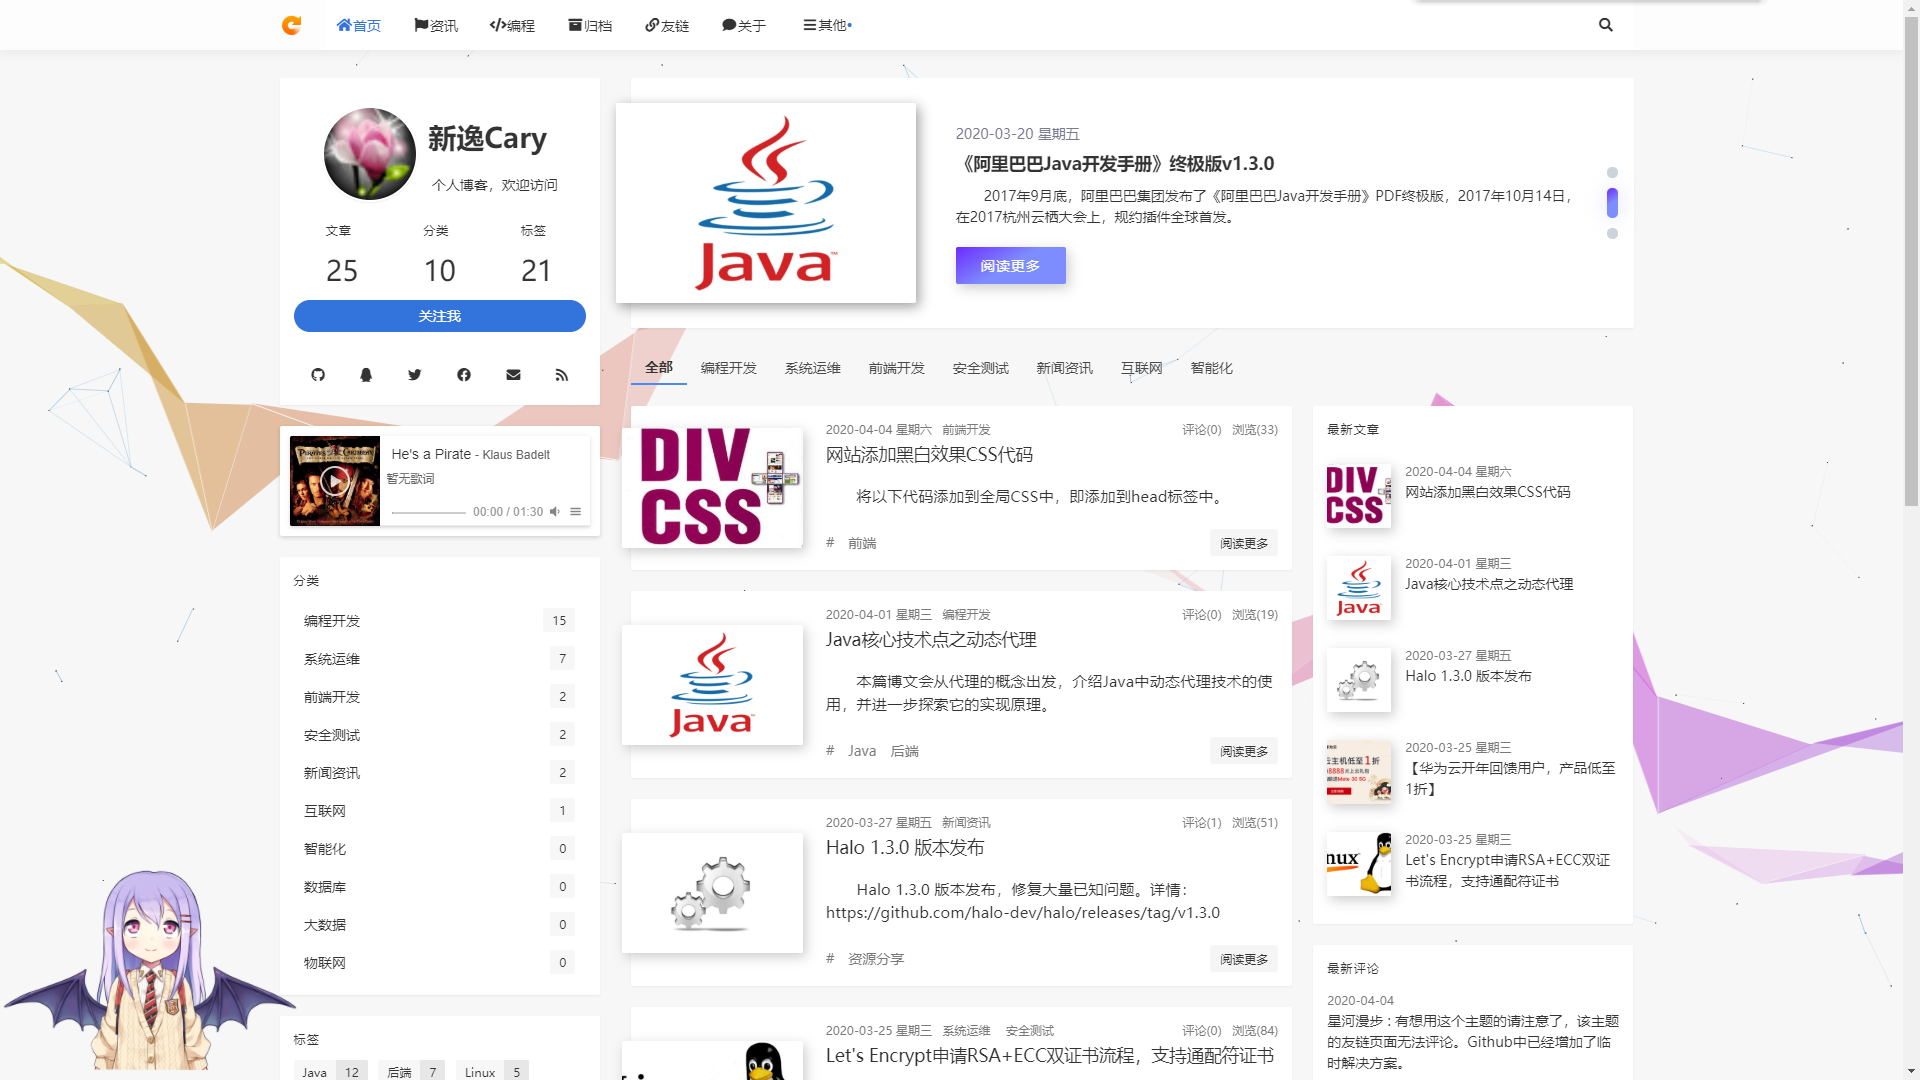 首页
资讯
编程
归档
友链
关于
其他
新逸Cary
个人博客，欢迎访问
文章 分类 标签
25 10 21
关注我
He's a Pirate - Klaus Badelt
暂无歌词
00:00 / 01:30
分类
编程开发 15
系统运维 7
前端开发 2
安全测试 2
新闻资讯 2
互联网 1
智能化 0
数据库 0
大数据 0
物联网 0
标签
Java 12 后端 7 Linux 5
Java
2020-03-20 星期五
《阿里巴巴Java开发手册》终极版v1.3.0
2017年9月底，阿里巴巴集团发布了《阿里巴巴Java开发手册》PDF终极版，2017年10月14日，
在2017杭州云栖大会上，规约插件全球首发。
阅读更多
全部 编程开发 系统运维 前端开发 安全测试 新闻资讯 互联网 智能化
DIV
CSS
2020-04-04 星期六 前端开发 评论(0) 浏览(33)
网站添加黑白效果CSS代码
将以下代码添加到全局CSS中，即添加到head标签中。
# 前端 阅读更多
Java
2020-04-01 星期三 编程开发 评论(0) 浏览(19)
Java核心技术点之动态代理
本篇博文会从代理的概念出发，介绍Java中动态代理技术的使
用，并进一步探索它的实现原理。
# Java 后端 阅读更多
2020-03-27 星期五 新闻资讯 评论(1) 浏览(51)
Halo 1.3.0 版本发布
Halo 1.3.0 版本发布，修复大量已知问题。详情：
https://github.com/halo-dev/halo/releases/tag/v1.3.0
# 资源分享 阅读更多
2020-03-25 星期三 系统运维 安全测试 评论(0) 浏览(84)
Let's Encrypt申请RSA+ECC双证书流程，支持通配符证书
最新文章
DIV
CSS
2020-04-04 星期六
网站添加黑白效果CSS代码
Java
2020-04-01 星期三
Java核心技术点之动态代理
2020-03-27 星期五
Halo 1.3.0 版本发布
云主机低至1折
2020-03-25 星期三
【华为云开年回馈用户，产品低至
1折】
nux
2020-03-25 星期三
Let's Encrypt申请RSA+ECC双证
书流程，支持通配符证书
最新评论
2020-04-04
星河漫步 : 有想用这个主题的请注意了，该主题
的友链页面无法评论。Github中已经增加了临
时解决方案。